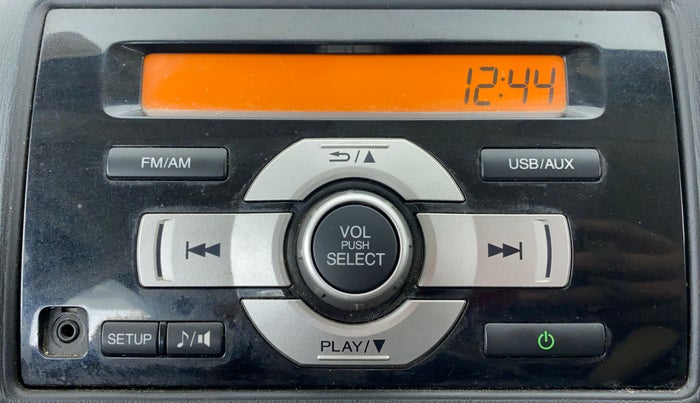 12:44
FM/AM
USB/AUX
VOL
PUSH
SELECT
SETUP
PLAY/▼